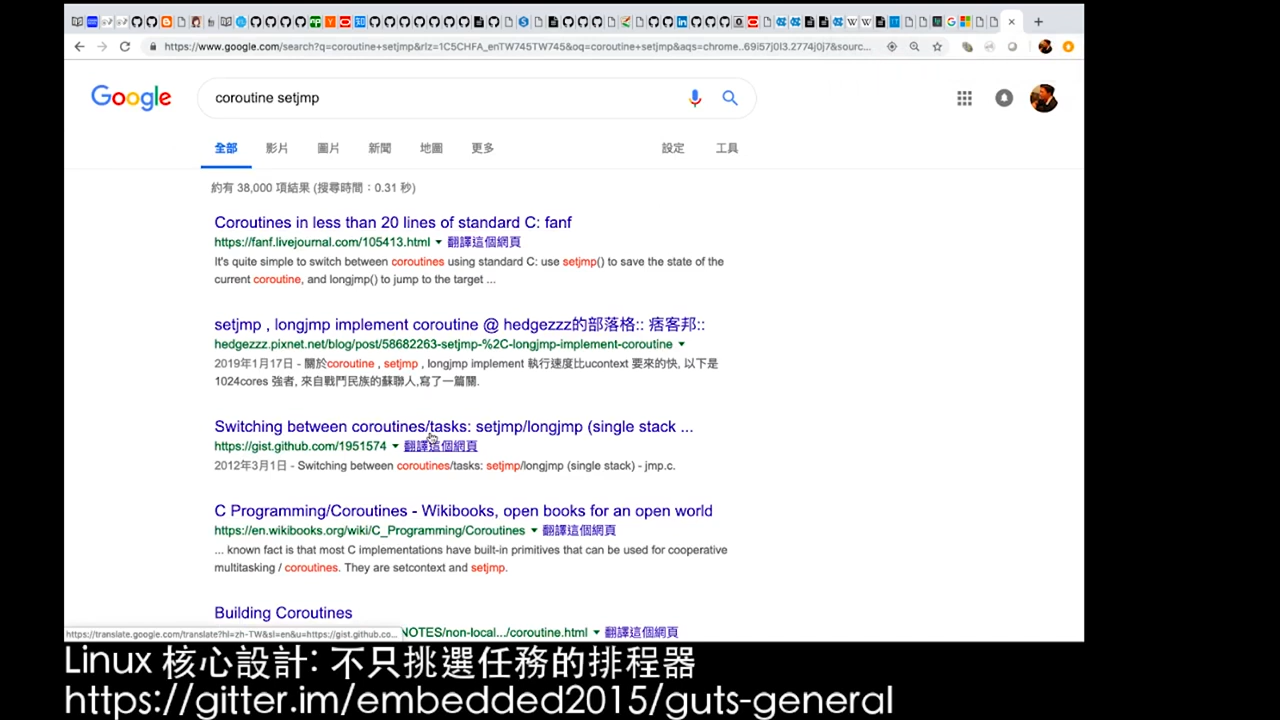 https://www.google.com/search?q=coroutine+setjmp&rlz=1C5CHFA_enTW745TW745&oq=coroutine+setjmp&aqs=chrome..69i57j0l3.2774j0j7&sourc...
Google
coroutine setjmp
全部 影片 圖片 新聞 地圖 更多 設定 工具
約有 38,000 項結果 (搜尋時間：0.31 秒)
Coroutines in less than 20 lines of standard C: fanf
https://fanf.livejournal.com/105413.html ▼ 翻譯這個網頁
It's quite simple to switch between coroutines using standard C: use setjmp() to save the state of the
current coroutine, and longjmp() to jump to the target ...
setjmp , longjmp implement coroutine @ hedgezzz的部落格:: 痞客邦::
hedgezzz.pixnet.net/blog/post/58682263-setjmp-%2C-longjmp-implement-coroutine ▼
2019年1月17日 - 關於coroutine , setjmp , longjmp implement 執行速度比ucontext 要來的快, 以下是
1024cores 強者, 來自戰鬥民族的蘇聯人,寫了一篇關.
Switching between coroutines/tasks: setjmp/longjmp (single stack ...
https://gist.github.com/1951574 ▼ 翻譯這個網頁
2012年3月1日 - Switching between coroutines/tasks: setjmp/longjmp (single stack) - jmp.c.
C Programming/Coroutines - Wikibooks, open books for an open world
https://en.wikibooks.org/wiki/C_Programming/Coroutines ▼ 翻譯這個網頁
... known fact is that most C implementations have built-in primitives that can be used for cooperative
multitasking / coroutines. They are setcontext and setjmp.
Building Coroutines
NOTES/non-local.../coroutine.html ▼ 翻譯這個網頁
https://translate.google.com/translate?hl=zh-TW&sl=en&u=https://gist.github.co...
Linux 核心設計: 不只挑選任務的排程器
https://gitter.im/embedded2015/guts-general